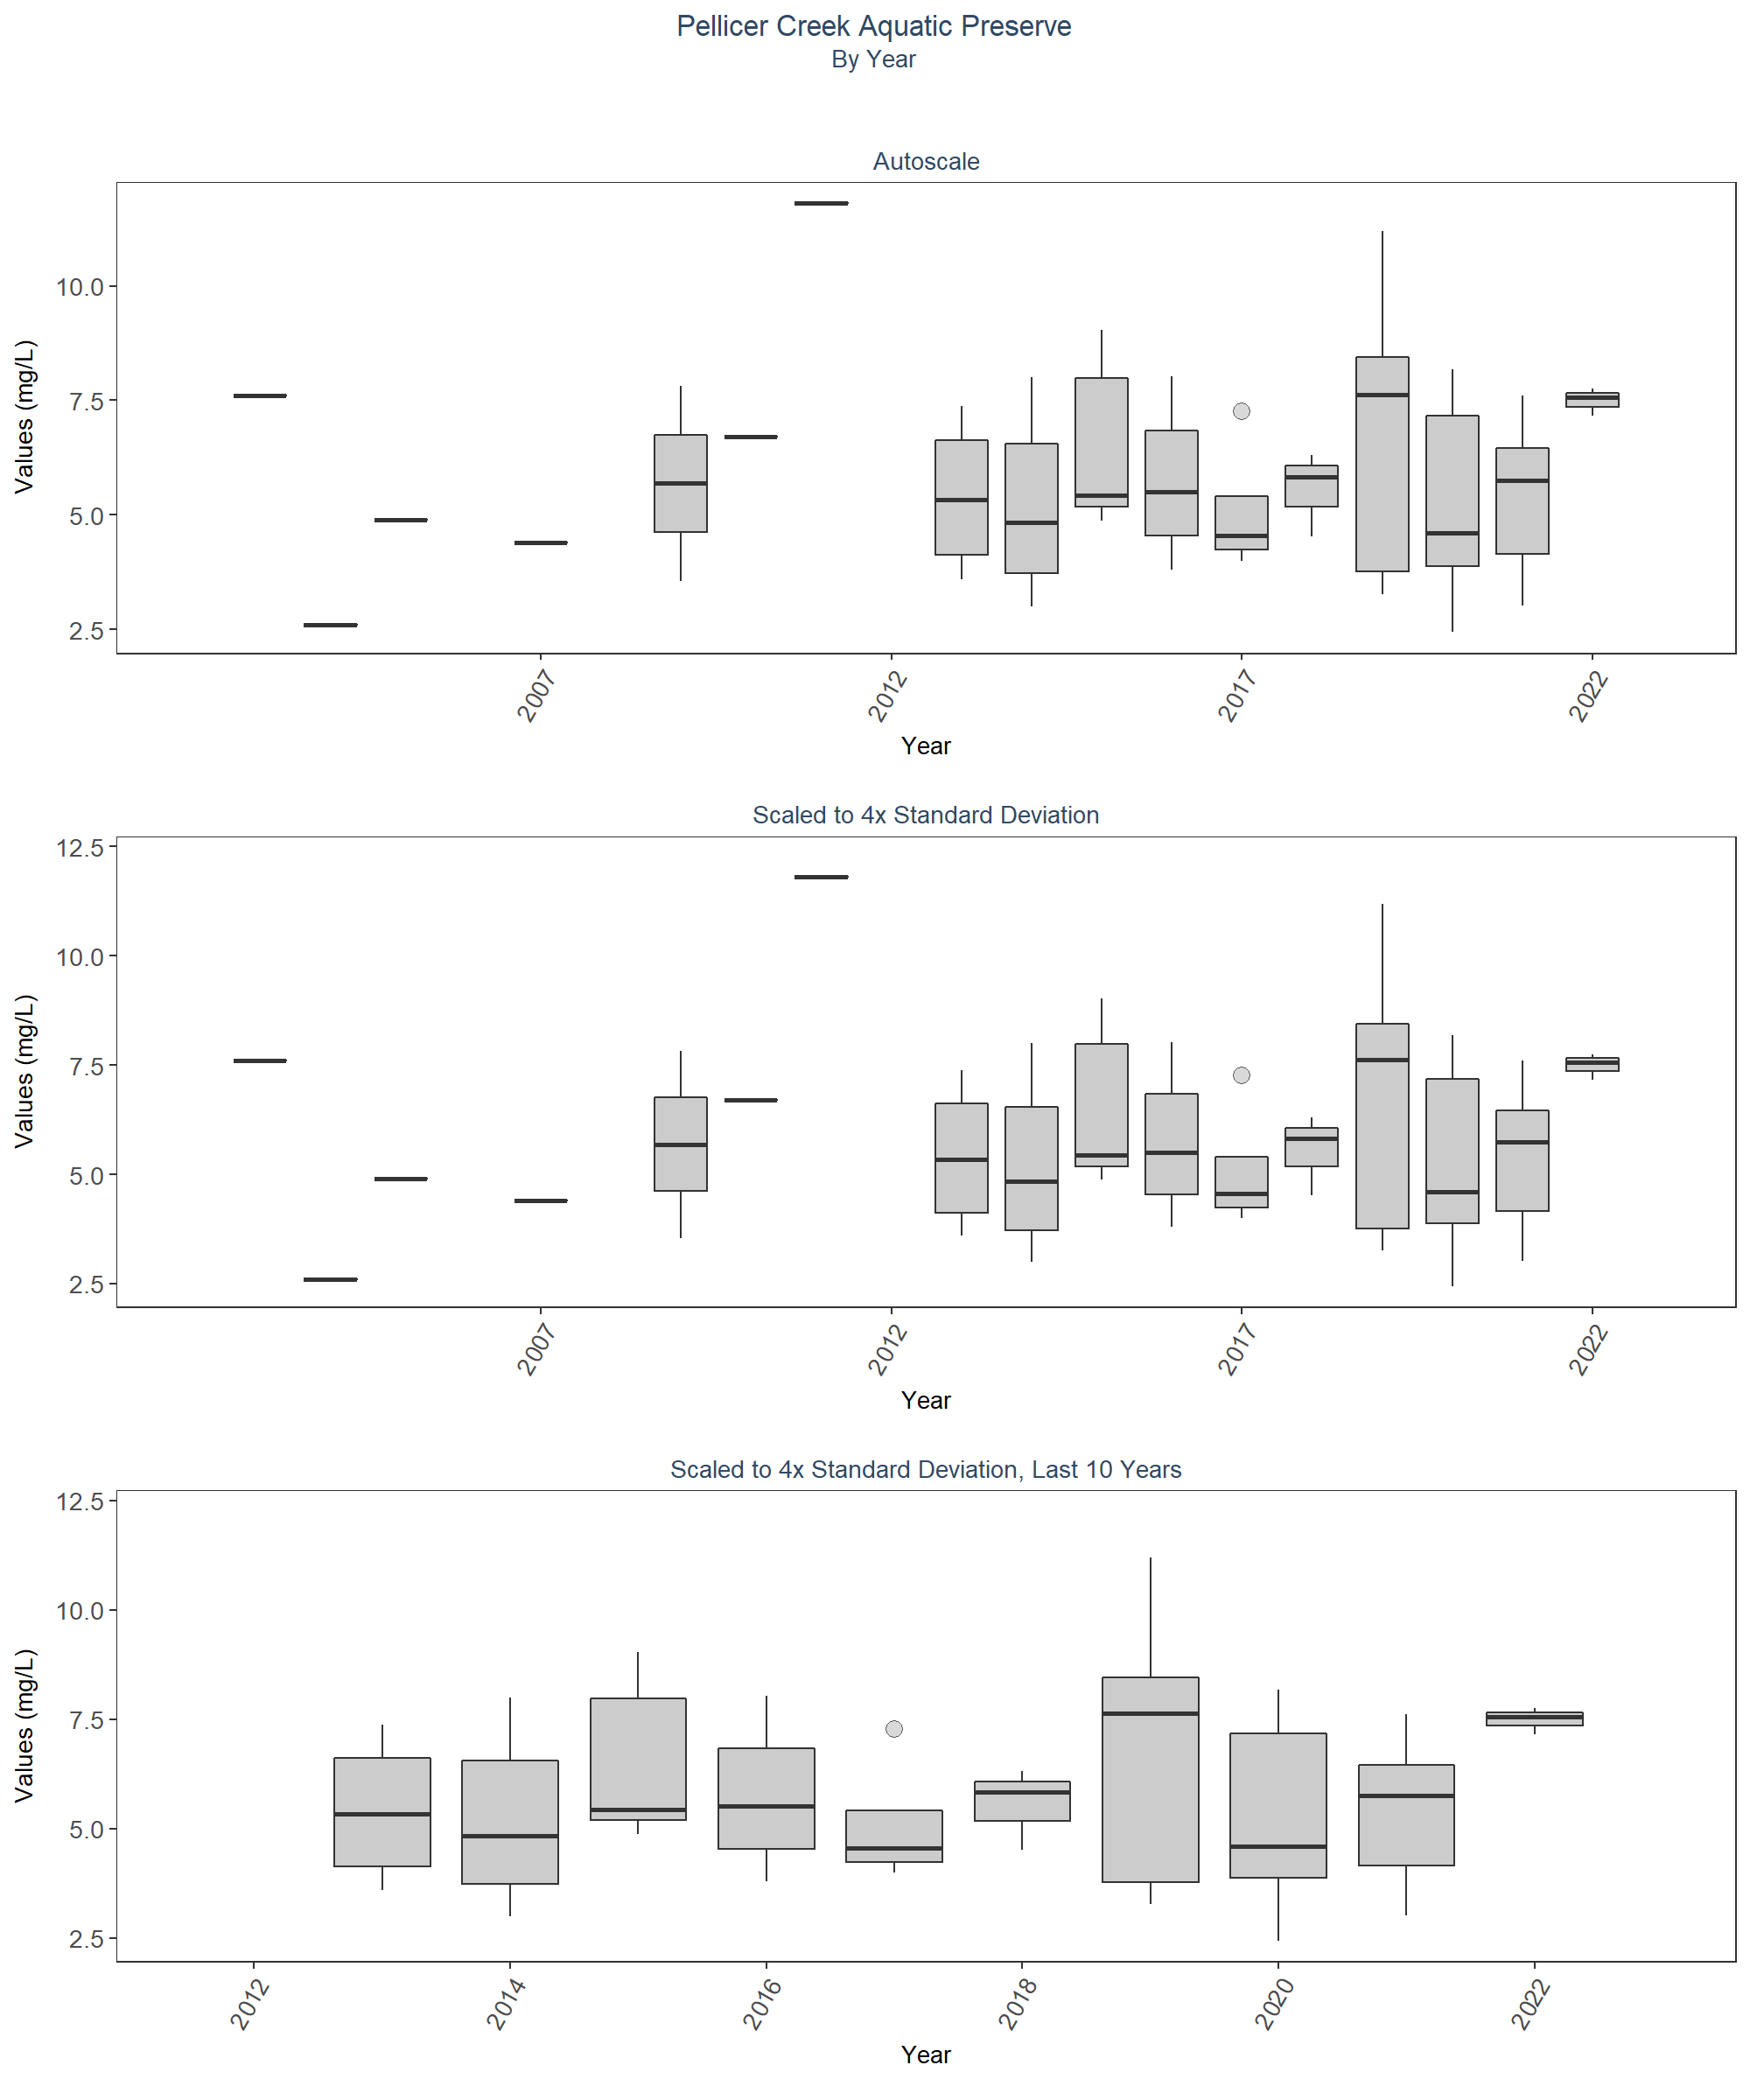 Pellicer Creek Aquatic Preserve
By Year
Autoscale
Values (mg/L)
10.0
7.5
5.0
2.5
2007
2012
2017
2022
Year
Scaled to 4x Standard Deviation
Values (mg/L)
12.5
10.0
7.5
5.0
2.5
2007
2012
2017
2022
Year
Scaled to 4x Standard Deviation, Last 10 Years
Values (mg/L)
12.5
10.0
7.5
5.0
2.5
2012
2014
2016
2018
2020
2022
Year